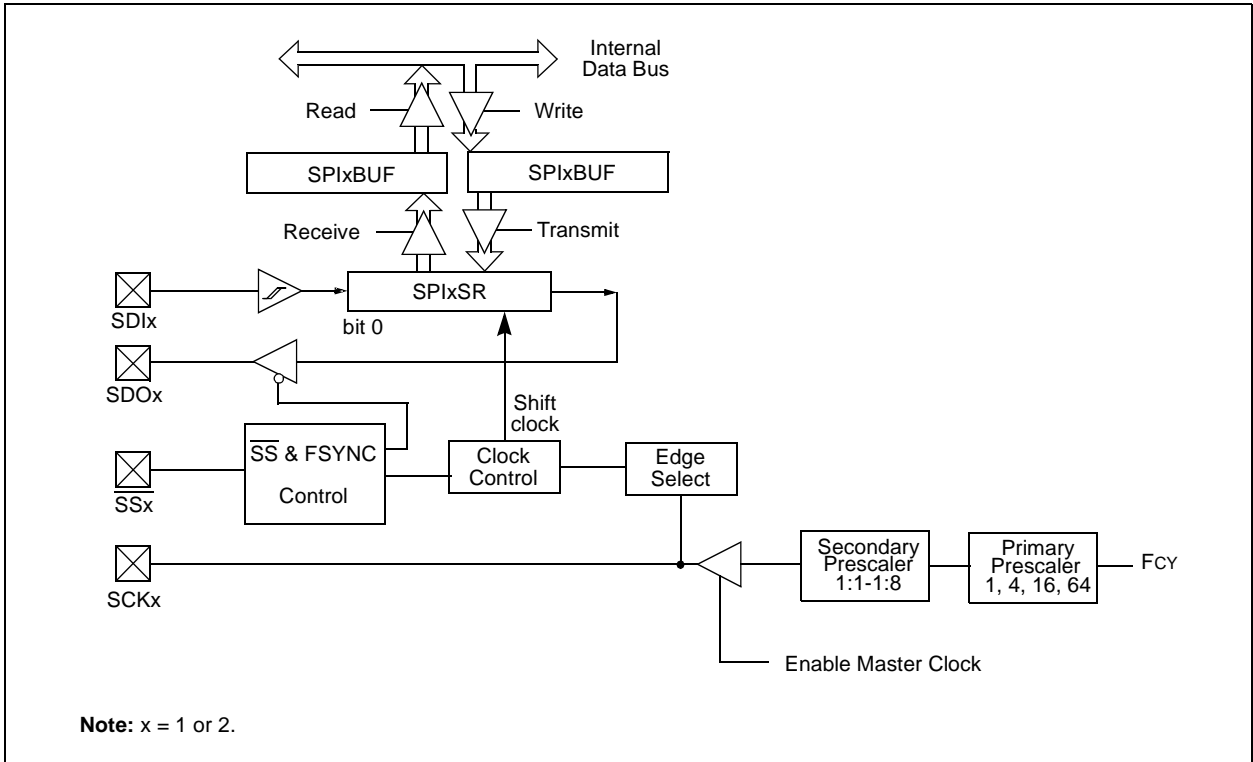 Internal
Data Bus
Read
Write
SPIxBUF
SPIxBUF
Receive
Transmit
SPIxSR
SDIx
bit 0
SDOx
Shift
clock
SS & FSYNC
Control
Clock
Control
Edge
Select
SSx
Secondary
Prescaler
1:1-1:8
Primary
Prescaler
1, 4, 16, 64
FCY
SCKx
Enable Master Clock
Note: x = 1 or 2.